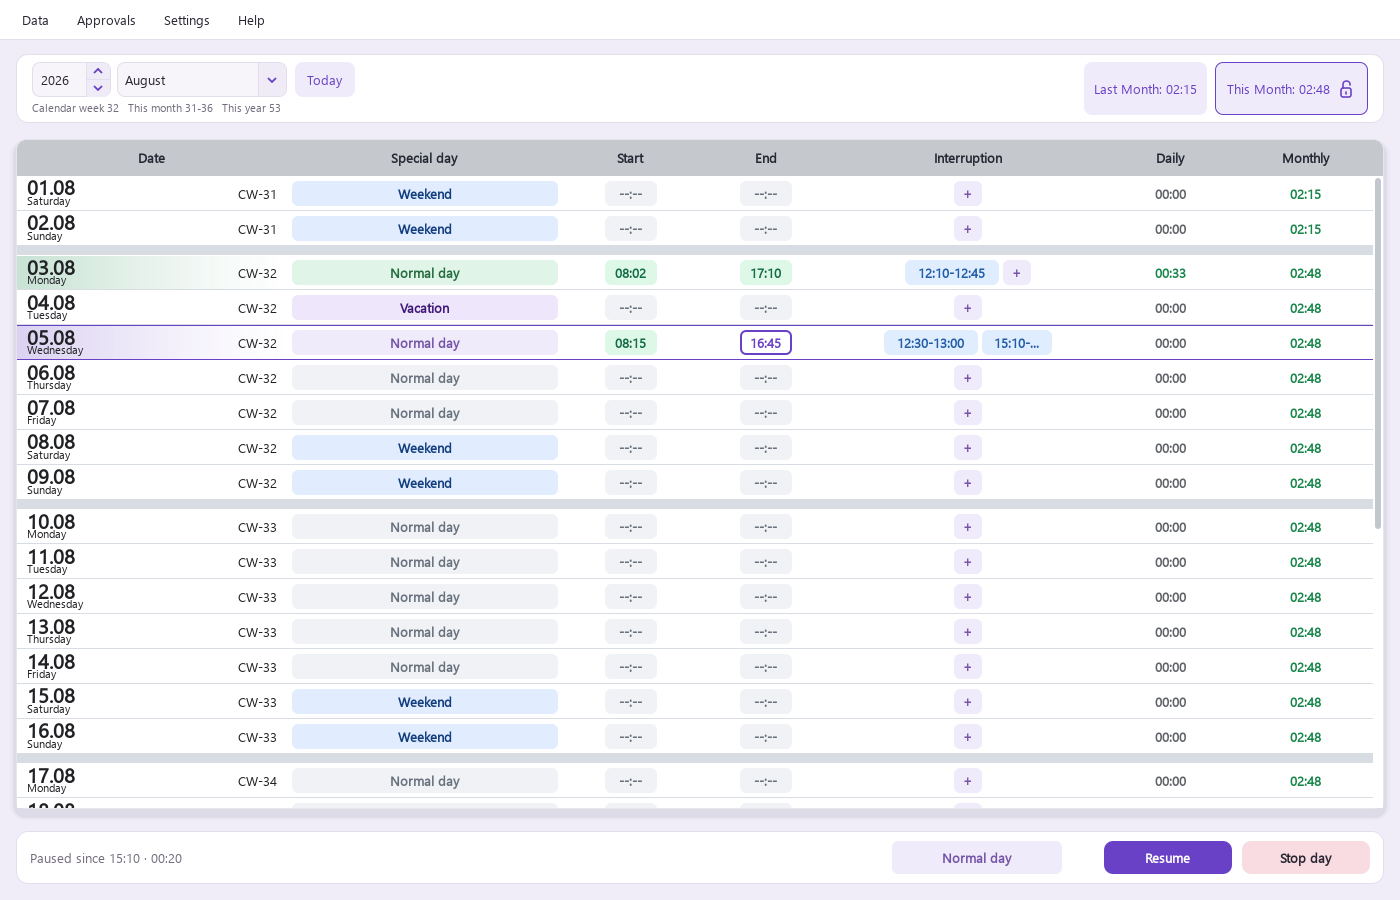 Data Approvals Settings Help
2026 August Today
Last Month: 02:15 This Month: 02:48
Calendar week 32 This month 31-36 This year 53
Date Special day Start End Interruption Daily Monthly
01.08 Saturday CW-31 Weekend --:-- --:-- + 00:00 02:15
02.08 Sunday CW-31 Weekend --:-- --:-- + 00:00 02:15
03.08 Monday CW-32 Normal day 08:02 17:10 12:10-12:45 + 00:33 02:48
04.08 Tuesday CW-32 Vacation --:-- --:-- + 00:00 02:48
05.08 Wednesday CW-32 Normal day 08:15 16:45 12:30-13:00 15:10-... 00:00 02:48
06.08 Thursday CW-32 Normal day --:-- --:-- + 00:00 02:48
07.08 Friday CW-32 Normal day --:-- --:-- + 00:00 02:48
08.08 Saturday CW-32 Weekend --:-- --:-- + 00:00 02:48
09.08 Sunday CW-32 Weekend --:-- --:-- + 00:00 02:48
10.08 Monday CW-33 Normal day --:-- --:-- + 00:00 02:48
11.08 Tuesday CW-33 Normal day --:-- --:-- + 00:00 02:48
12.08 Wednesday CW-33 Normal day --:-- --:-- + 00:00 02:48
13.08 Thursday CW-33 Normal day --:-- --:-- + 00:00 02:48
14.08 Friday CW-33 Normal day --:-- --:-- + 00:00 02:48
15.08 Saturday CW-33 Weekend --:-- --:-- + 00:00 02:48
16.08 Sunday CW-33 Weekend --:-- --:-- + 00:00 02:48
17.08 Monday CW-34 Normal day --:-- --:-- + 00:00 02:48
Paused since 15:10 · 00:20 Normal day Resume Stop day